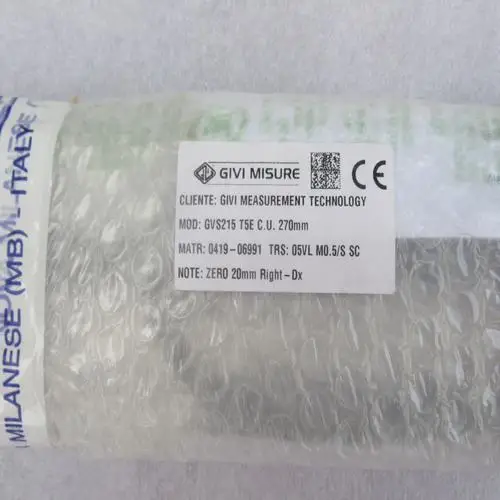 GIVI MISURE CE
CLIENTE: GIVI MEASUREMENT TECHNOLOGY
MOD: GVS215 T5E C.U. 270mm
MATR: 0419-06991 TRS: 05VL M0.5/S SC
NOTE: ZERO 20mm Right-Dx
MILANESE (MB) - ITALY